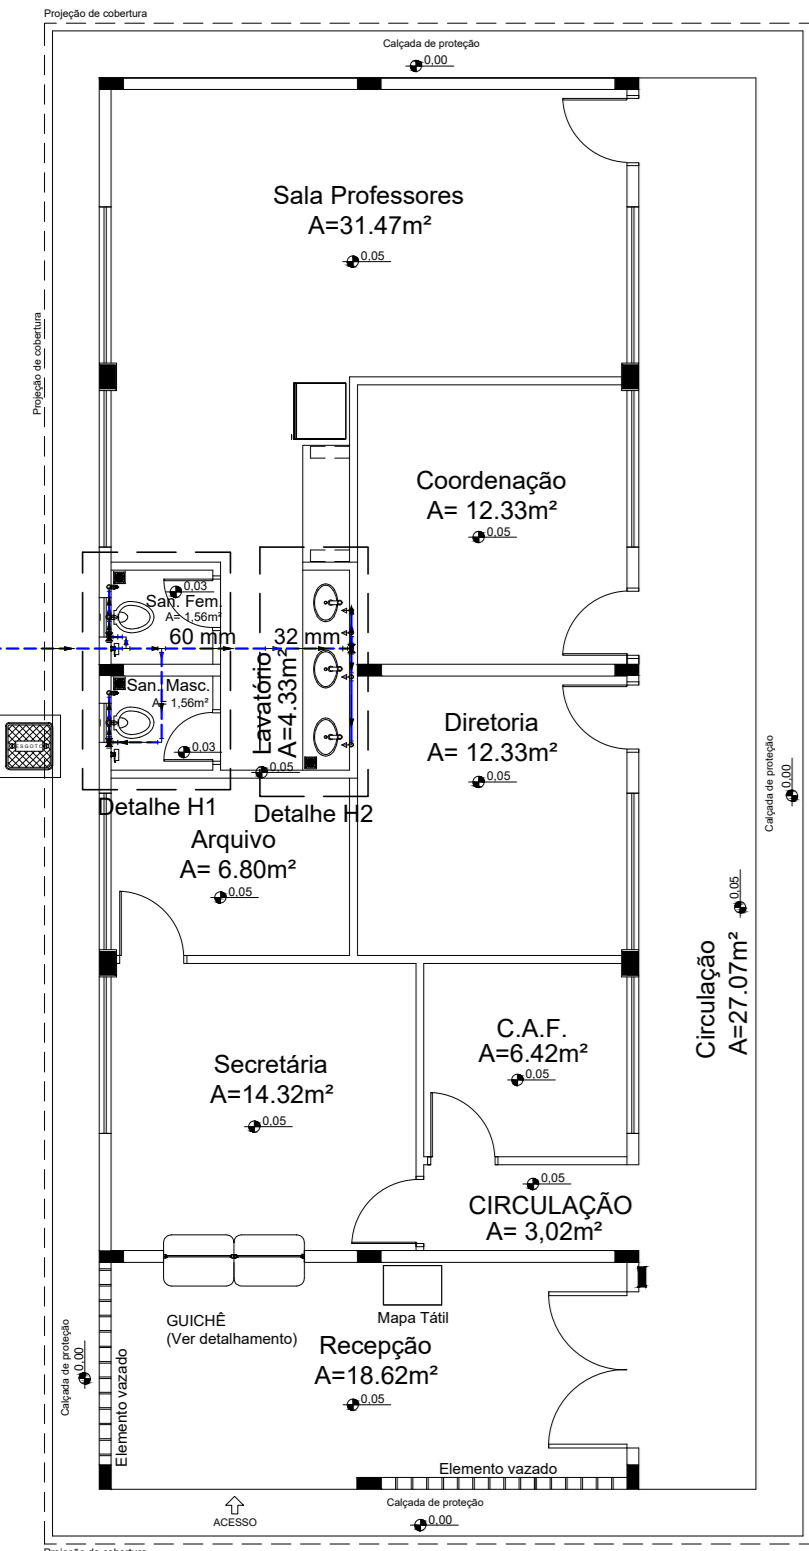 Projeção de cobertura
Calçada de proteção
0,00
Sala Professores
A=31.47m²
0,05
Projeção de cobertura
Coordenação
A= 12.33m²
0,05
0,03
San. Fem.
A= 1,56m²
60 mm
32 mm
San. Masc.
A= 1,56m²
0,03
Lavatório
A=4.33m²
0,05
Diretoria
A= 12.33m²
0,05
ESGOTO
Detalhe H1
Detalhe H2
Calçada de proteção
0,00
Arquivo
A= 6.80m²
0,05
Circulação
A=27.07m²
0,05
C.A.F.
A=6.42m²
0,05
Secretária
A=14.32m²
0,05
0,05
CIRCULAÇÃO
A= 3,02m²
GUICHÊ
(Ver detalhamento)
Mapa Tátil
Recepção
A=18.62m²
0,05
Calçada de proteção
0,00
Elemento vazado
Elemento vazado
ACESSO
Calçada de proteção
0,00
Projeção de cobertura